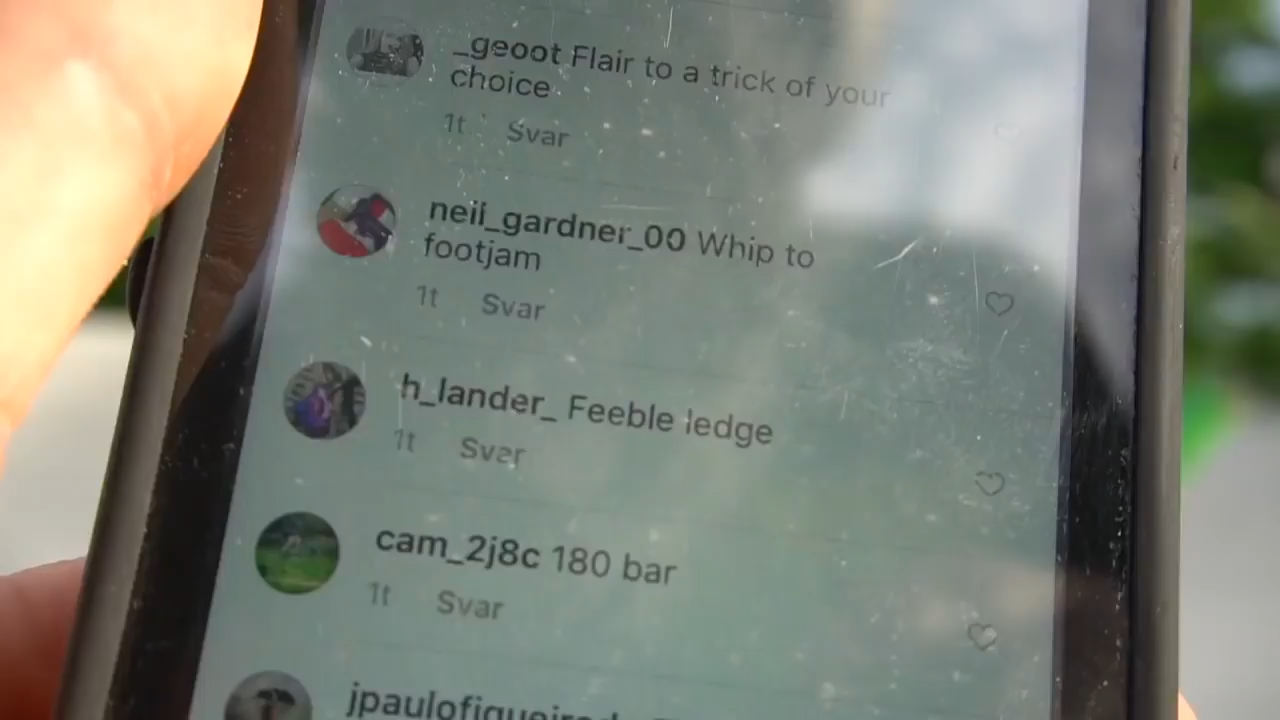 _geoot Flair to a trick of your
choice
1t Svar
neil_gardner_00 Whip to
footjam
1t Svar
h_lander_ Feeble ledge
1t Svar
cam_2j8c 180 bar
1t Svar